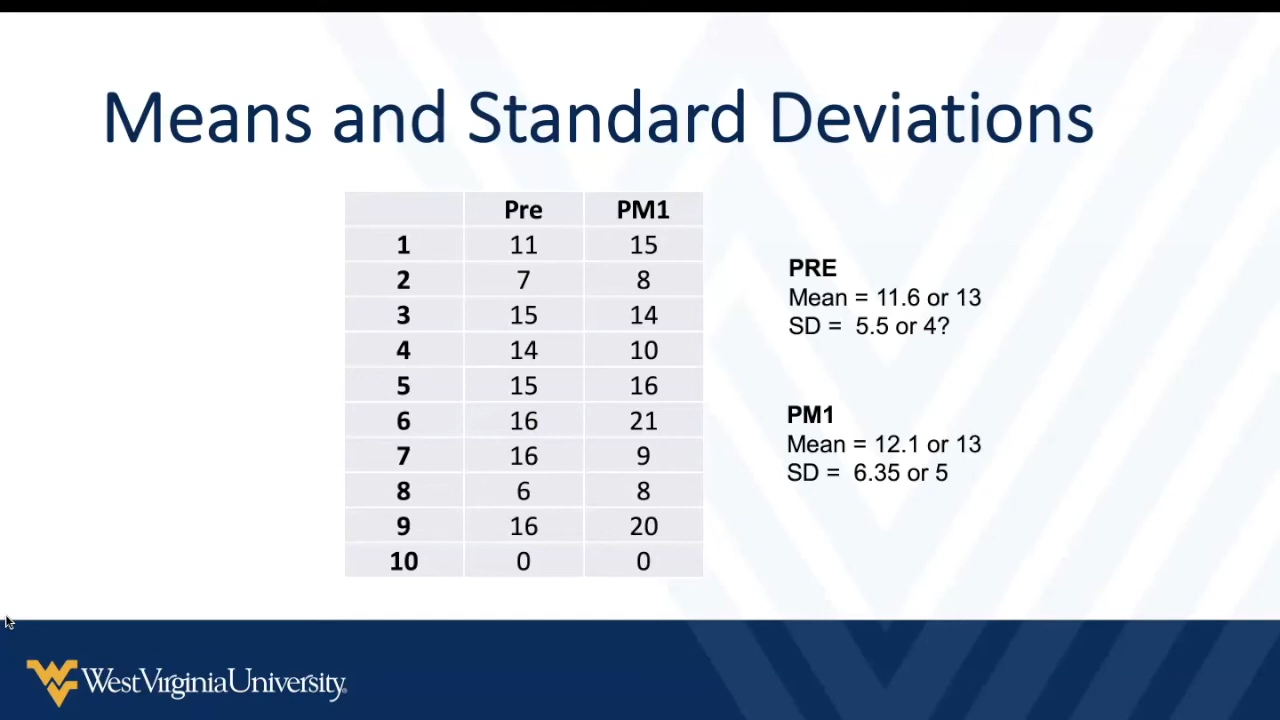 Means and Standard Deviations
Pre PM1
1 11 15
2 7 8
3 15 14
4 14 10
5 15 16
6 16 21
7 16 9
8 6 8
9 16 20
10 0 0
PRE
Mean = 11.6 or 13
SD = 5.5 or 4?
PM1
Mean = 12.1 or 13
SD = 6.35 or 5
WestVirginiaUniversity.